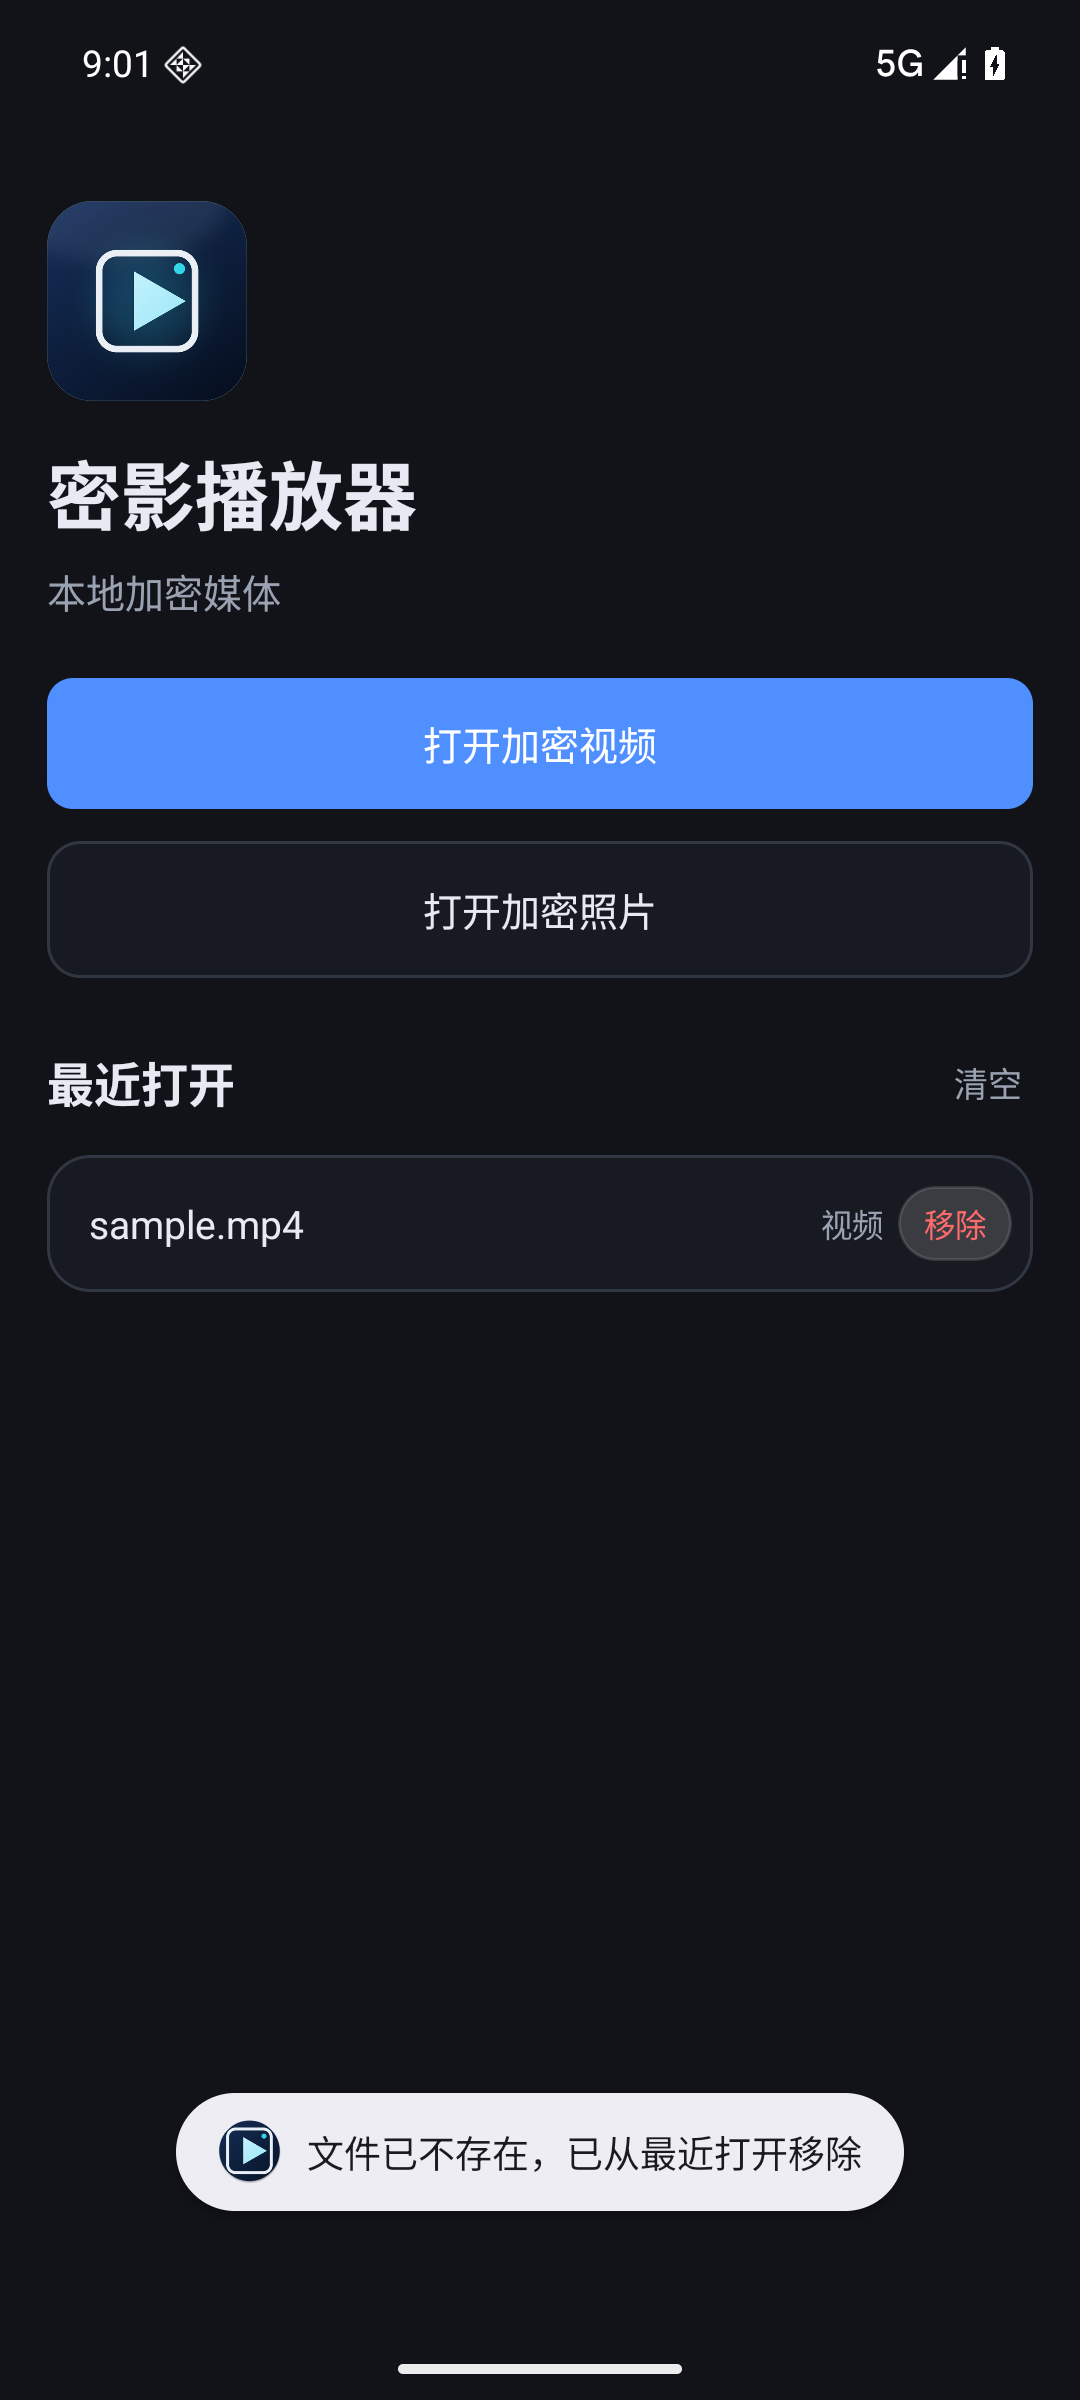 9:01
5G
密影播放器
本地加密媒体
打开加密视频
打开加密照片
最近打开
清空
sample.mp4
视频
移除
文件已不存在，已从最近打开移除